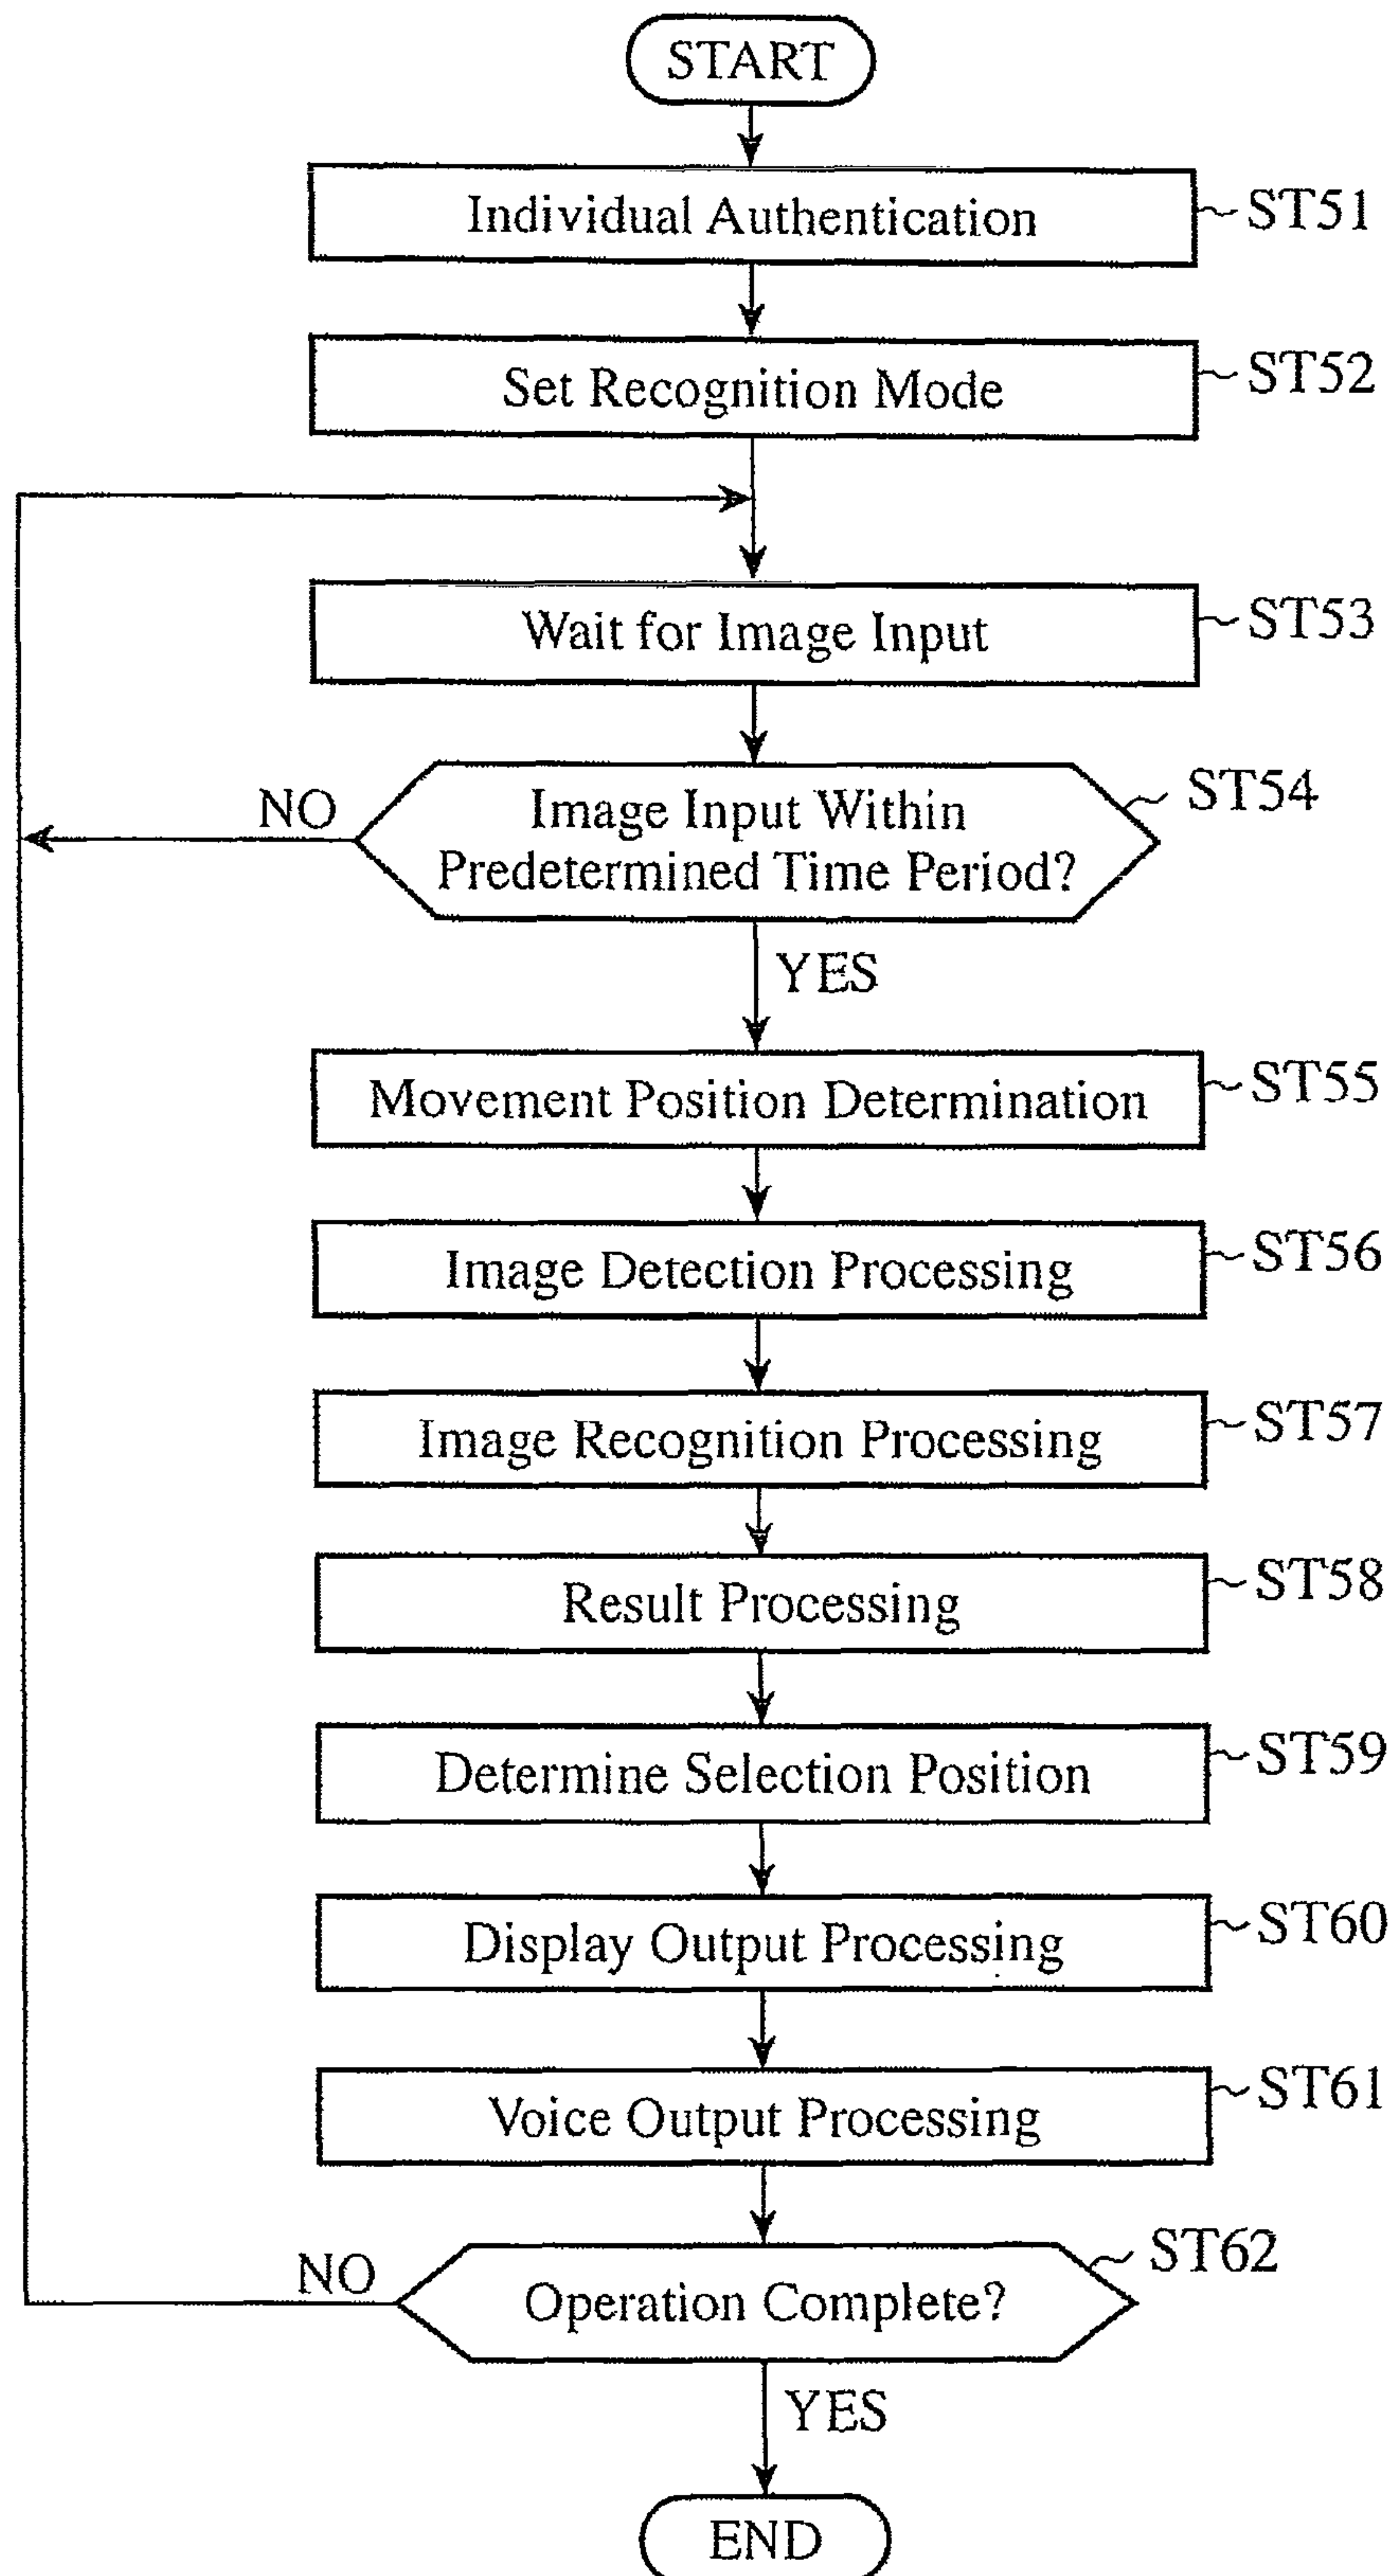 START
Individual Authentication
ST51
Set Recognition Mode
ST52
Wait for Image Input
ST53
Image Input Within
Predetermined Time Period?
ST54
NO
YES
Movement Position Determination
ST55
Image Detection Processing
ST56
Image Recognition Processing
ST57
Result Processing
ST58
Determine Selection Position
ST59
Display Output Processing
ST60
Voice Output Processing
ST61
Operation Complete?
ST62
NO
YES
END